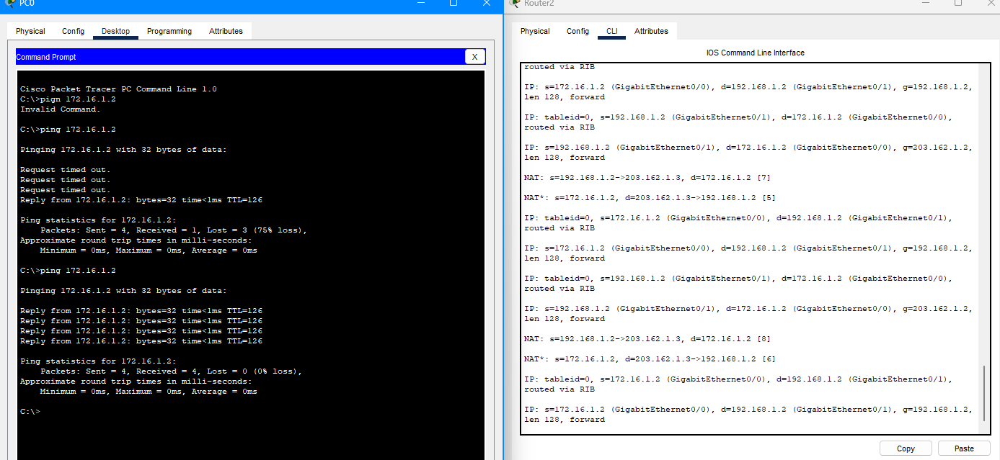 PC0
Physical Config Desktop Programming Attributes
Command Prompt
X
Cisco Packet Tracer PC Command Line 1.0
C:\>pign 172.16.1.2
Invalid Command.
C:\>ping 172.16.1.2
Pinging 172.16.1.2 with 32 bytes of data:
Request timed out.
Request timed out.
Request timed out.
Reply from 172.16.1.2: bytes=32 time<1ms TTL=126
Ping statistics for 172.16.1.2:
Packets: Sent = 4, Received = 1, Lost = 3 (75% loss),
Approximate round trip times in milli-seconds:
Minimum = 0ms, Maximum = 0ms, Average = 0ms
C:\>ping 172.16.1.2
Pinging 172.16.1.2 with 32 bytes of data:
Reply from 172.16.1.2: bytes=32 time<1ms TTL=126
Reply from 172.16.1.2: bytes=32 time<1ms TTL=126
Reply from 172.16.1.2: bytes=32 time<1ms TTL=126
Reply from 172.16.1.2: bytes=32 time<1ms TTL=126
Ping statistics for 172.16.1.2:
Packets: Sent = 4, Received = 4, Lost = 0 (0% loss),
Approximate round trip times in milli-seconds:
Minimum = 0ms, Maximum = 0ms, Average = 0ms
C:\>
Router2
Physical Config CLI Attributes
IOS Command Line Interface
routed via RIB
IP: s=172.16.1.2 (GigabitEthernet0/0), d=192.168.1.2 (GigabitEthernet0/1), g=192.168.1.2,
len 128, forward
IP: tableid=0, s=192.168.1.2 (GigabitEthernet0/1), d=172.16.1.2 (GigabitEthernet0/0),
routed via RIB
IP: s=192.168.1.2 (GigabitEthernet0/1), d=172.16.1.2 (GigabitEthernet0/0), g=203.162.1.2,
len 128, forward
NAT: s=192.168.1.2->203.162.1.3, d=172.16.1.2 [7]
NAT*: s=172.16.1.2, d=203.162.1.3->192.168.1.2 [5]
IP: tableid=0, s=172.16.1.2 (GigabitEthernet0/0), d=192.168.1.2 (GigabitEthernet0/1),
routed via RIB
IP: s=172.16.1.2 (GigabitEthernet0/0), d=192.168.1.2 (GigabitEthernet0/1), g=192.168.1.2,
len 128, forward
IP: tableid=0, s=192.168.1.2 (GigabitEthernet0/1), d=172.16.1.2 (GigabitEthernet0/0),
routed via RIB
IP: s=192.168.1.2 (GigabitEthernet0/1), d=172.16.1.2 (GigabitEthernet0/0), g=203.162.1.2,
len 128, forward
NAT: s=192.168.1.2->203.162.1.3, d=172.16.1.2 [8]
NAT*: s=172.16.1.2, d=203.162.1.3->192.168.1.2 [6]
IP: tableid=0, s=172.16.1.2 (GigabitEthernet0/0), d=192.168.1.2 (GigabitEthernet0/1),
routed via RIB
IP: s=172.16.1.2 (GigabitEthernet0/0), d=192.168.1.2 (GigabitEthernet0/1), g=192.168.1.2,
len 128, forward
Copy Paste